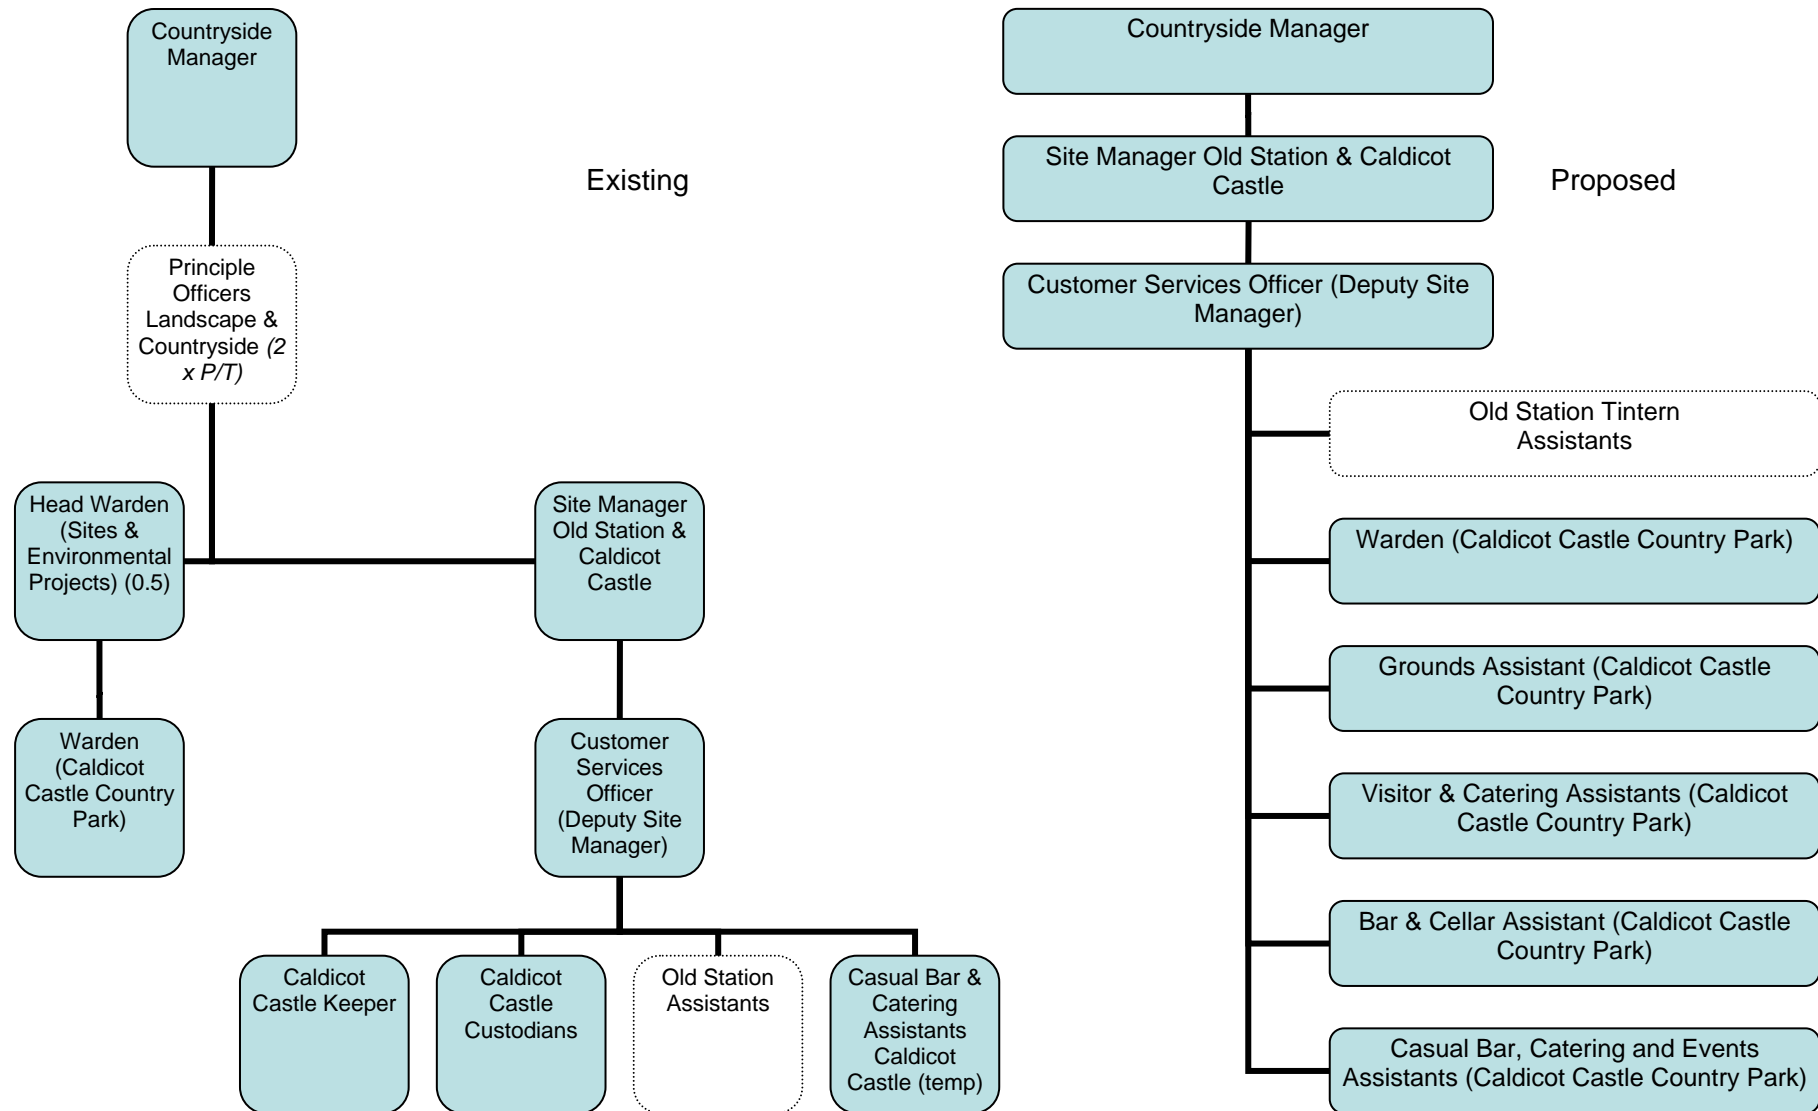 Countryside
Manager
Existing
Principle
Officers
Landscape &
Countryside (2
x P/T)
Head Warden
(Sites &
Environmental
Projects) (0.5)
Site Manager
Old Station &
Caldicot
Castle
Warden
(Caldicot
Castle Country
Park)
Customer
Services
Officer
(Deputy Site
Manager)
Caldicot
Castle Keeper
Caldicot
Castle
Custodians
Old Station
Assistants
Casual Bar &
Catering
Assistants
Caldicot
Castle (temp)
Countryside Manager
Site Manager Old Station & Caldicot
Castle
Proposed
Customer Services Officer (Deputy Site
Manager)
Old Station Tintern
Assistants
Warden (Caldicot Castle Country Park)
Grounds Assistant (Caldicot Castle
Country Park)
Visitor & Catering Assistants (Caldicot
Castle Country Park)
Bar & Cellar Assistant (Caldicot Castle
Country Park)
Casual Bar, Catering and Events
Assistants (Caldicot Castle Country Park)